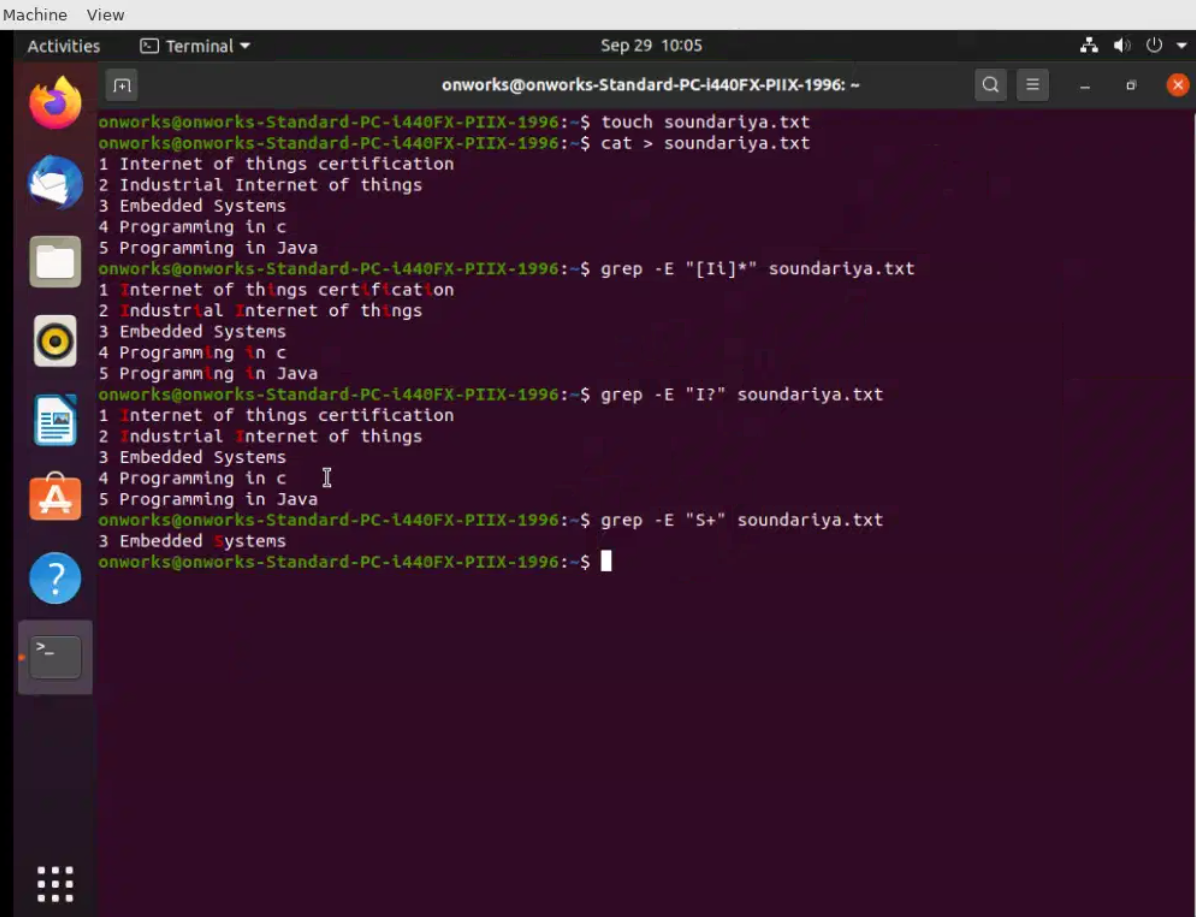 Machine View
Activities Terminal Sep 29 10:05
onworks@onworks-Standard-PC-i440FX-PIIX-1996: ~
onworks@onworks-Standard-PC-i440FX-PIIX-1996:~$ touch soundariya.txt
onworks@onworks-Standard-PC-i440FX-PIIX-1996:~$ cat > soundariya.txt
1 Internet of things certification
2 Industrial Internet of things
3 Embedded Systems
4 Programming in c
5 Programming in Java
onworks@onworks-Standard-PC-i440FX-PIIX-1996:~$ grep -E "[Ii]*" soundariya.txt
1 Internet of things certification
2 Industrial Internet of things
3 Embedded Systems
4 Programming in c
5 Programming in Java
onworks@onworks-Standard-PC-i440FX-PIIX-1996:~$ grep -E "I?" soundariya.txt
1 Internet of things certification
2 Industrial Internet of things
3 Embedded Systems
4 Programming in c
5 Programming in Java
onworks@onworks-Standard-PC-i440FX-PIIX-1996:~$ grep -E "S+" soundariya.txt
3 Embedded Systems
onworks@onworks-Standard-PC-i440FX-PIIX-1996:~$